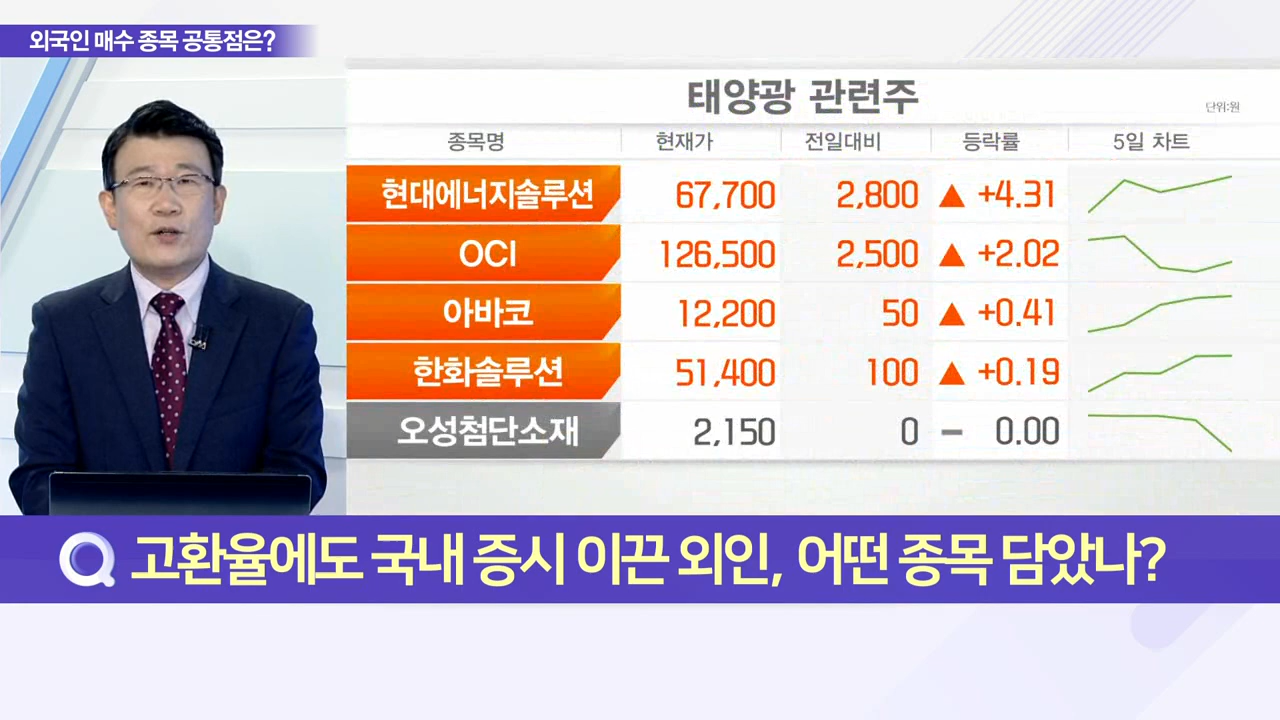 외국인 매수 종목 공통점은?
태양광 관련주
단위:원
종목명 현재가 전일대비 등락률 5일 차트
현대에너지솔루션 67,700 2,800 ▲ +4.31
OCI 126,500 2,500 ▲ +2.02
아바코 12,200 50 ▲ +0.41
한화솔루션 51,400 100 ▲ +0.19
오성첨단소재 2,150 0 − 0.00
고환율에도 국내 증시 이끈 외인, 어떤 종목 담았나?